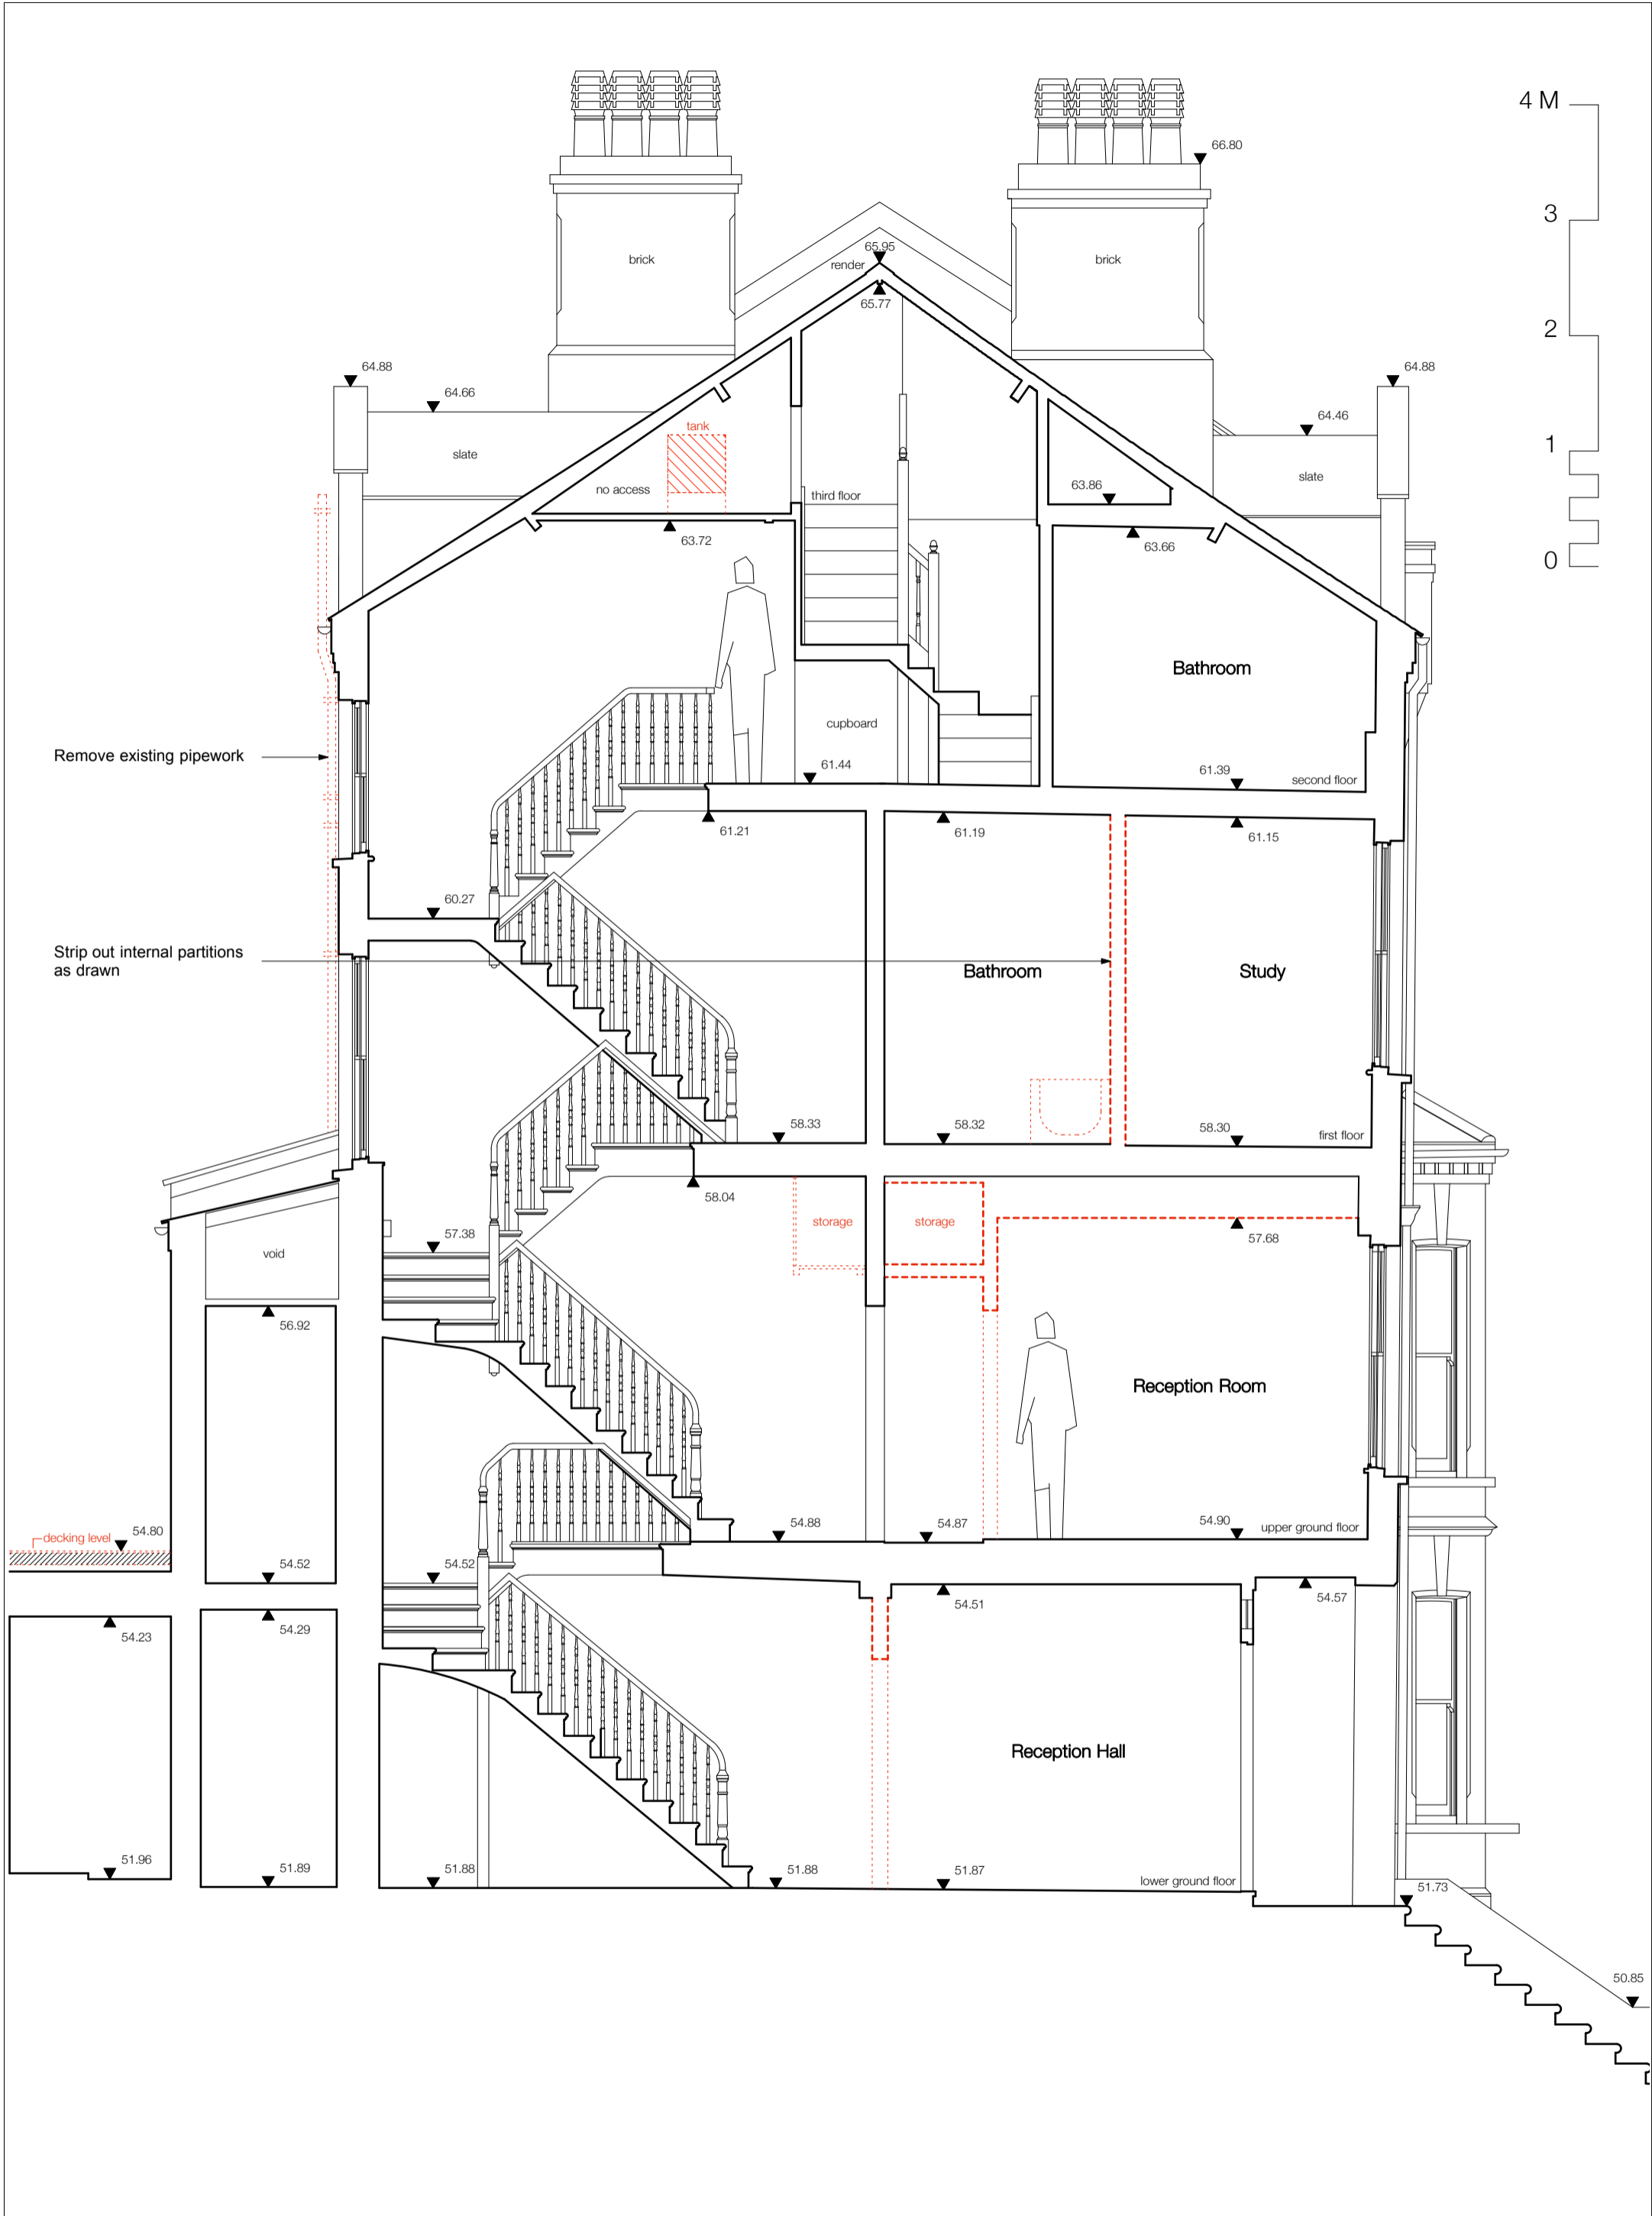 4 M
66.80
3
65.95
brick
brick
render
65.77
2
64.88
64.88
64.66
64.46
tank
1
slate
slate
no access
third floor
63.86
63.72
63.66
0
Bathroom
cupboard
Remove existing pipework
61.44
61.39
second floor
61.21
61.19
61.15
60.27
Strip out internal partitions
as drawn
Bathroom
Study
58.33
58.32
58.30
first floor
58.04
storage
storage
57.38
57.68
void
56.92
Reception Room
decking level
54.80
54.88
54.87
54.90
upper ground floor
54.52
54.52
54.51
54.57
54.23
54.29
Reception Hall
51.96
51.89
51.88
51.88
51.87
lower ground floor
51.73
50.85